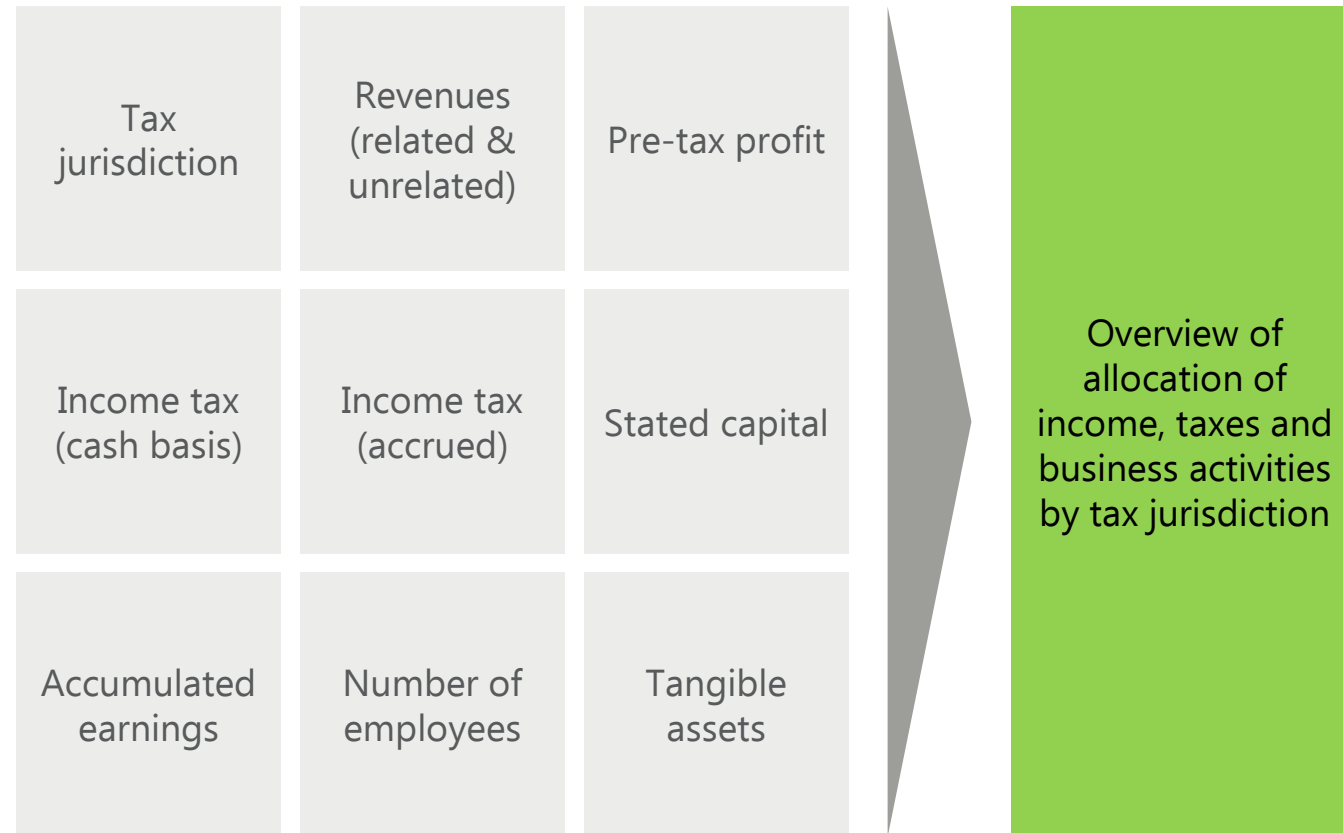 Tax
jurisdiction
Revenues
(related &
unrelated)
Pre-tax profit
Income tax
(cash basis)
Income tax
(accrued)
Stated capital
Accumulated
earnings
Number of
employees
Tangible
assets
Overview of
allocation of
income, taxes and
business activities
by tax jurisdiction